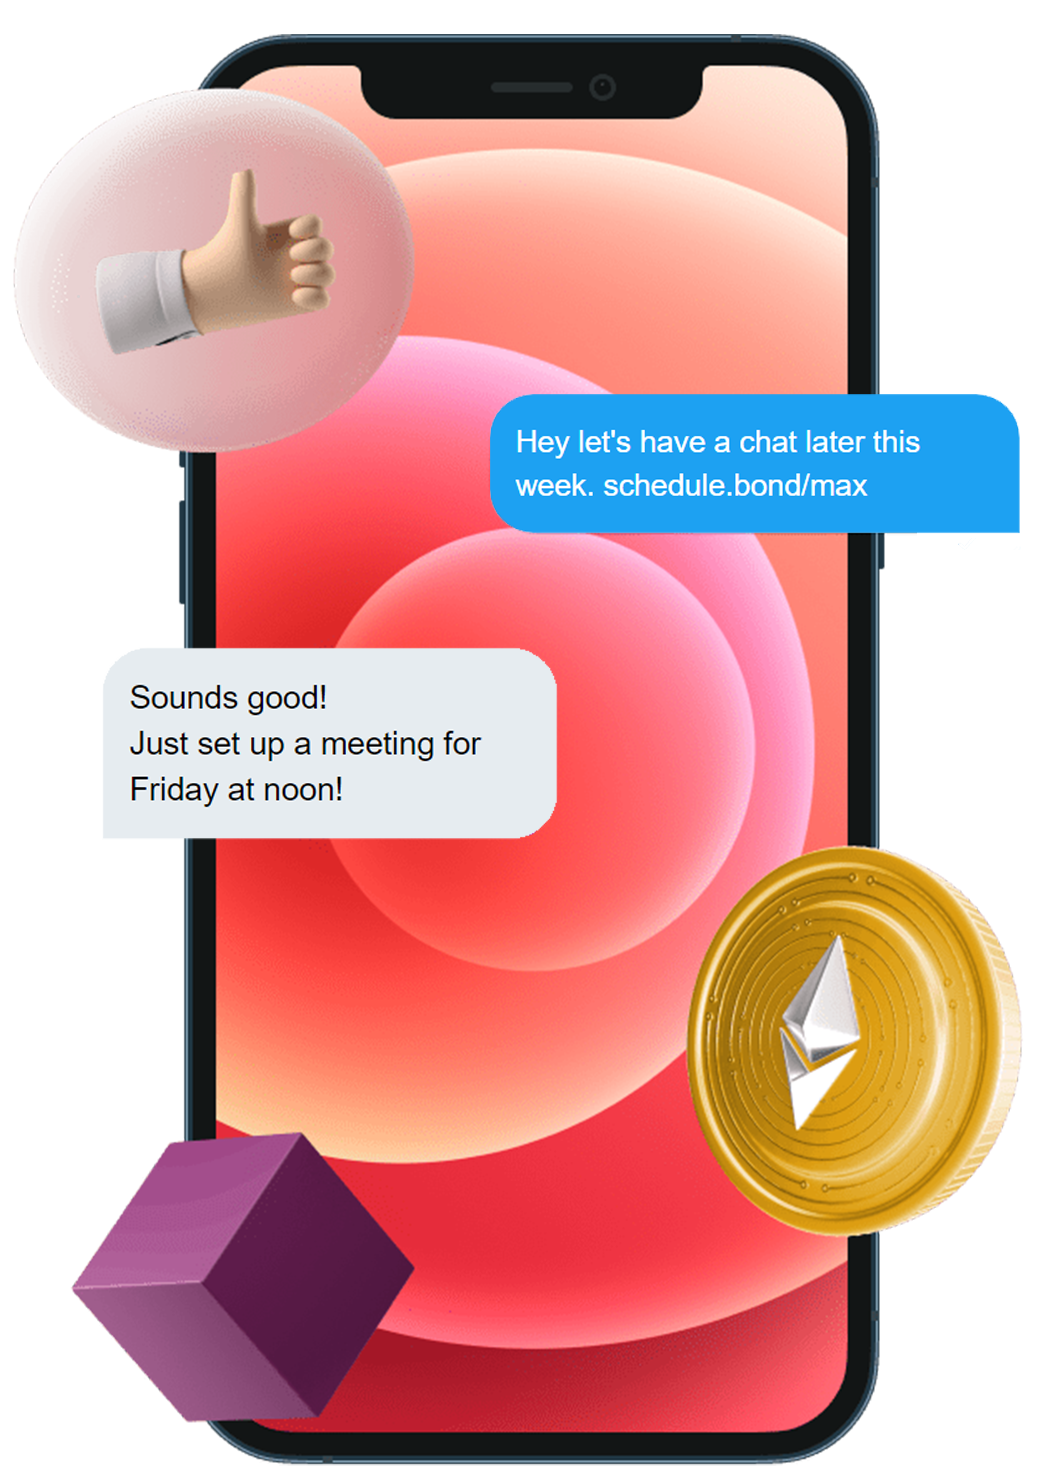 Hey let's have a chat later this
week. schedule.bond/max
Sounds good!
Just set up a meeting for
Friday at noon!